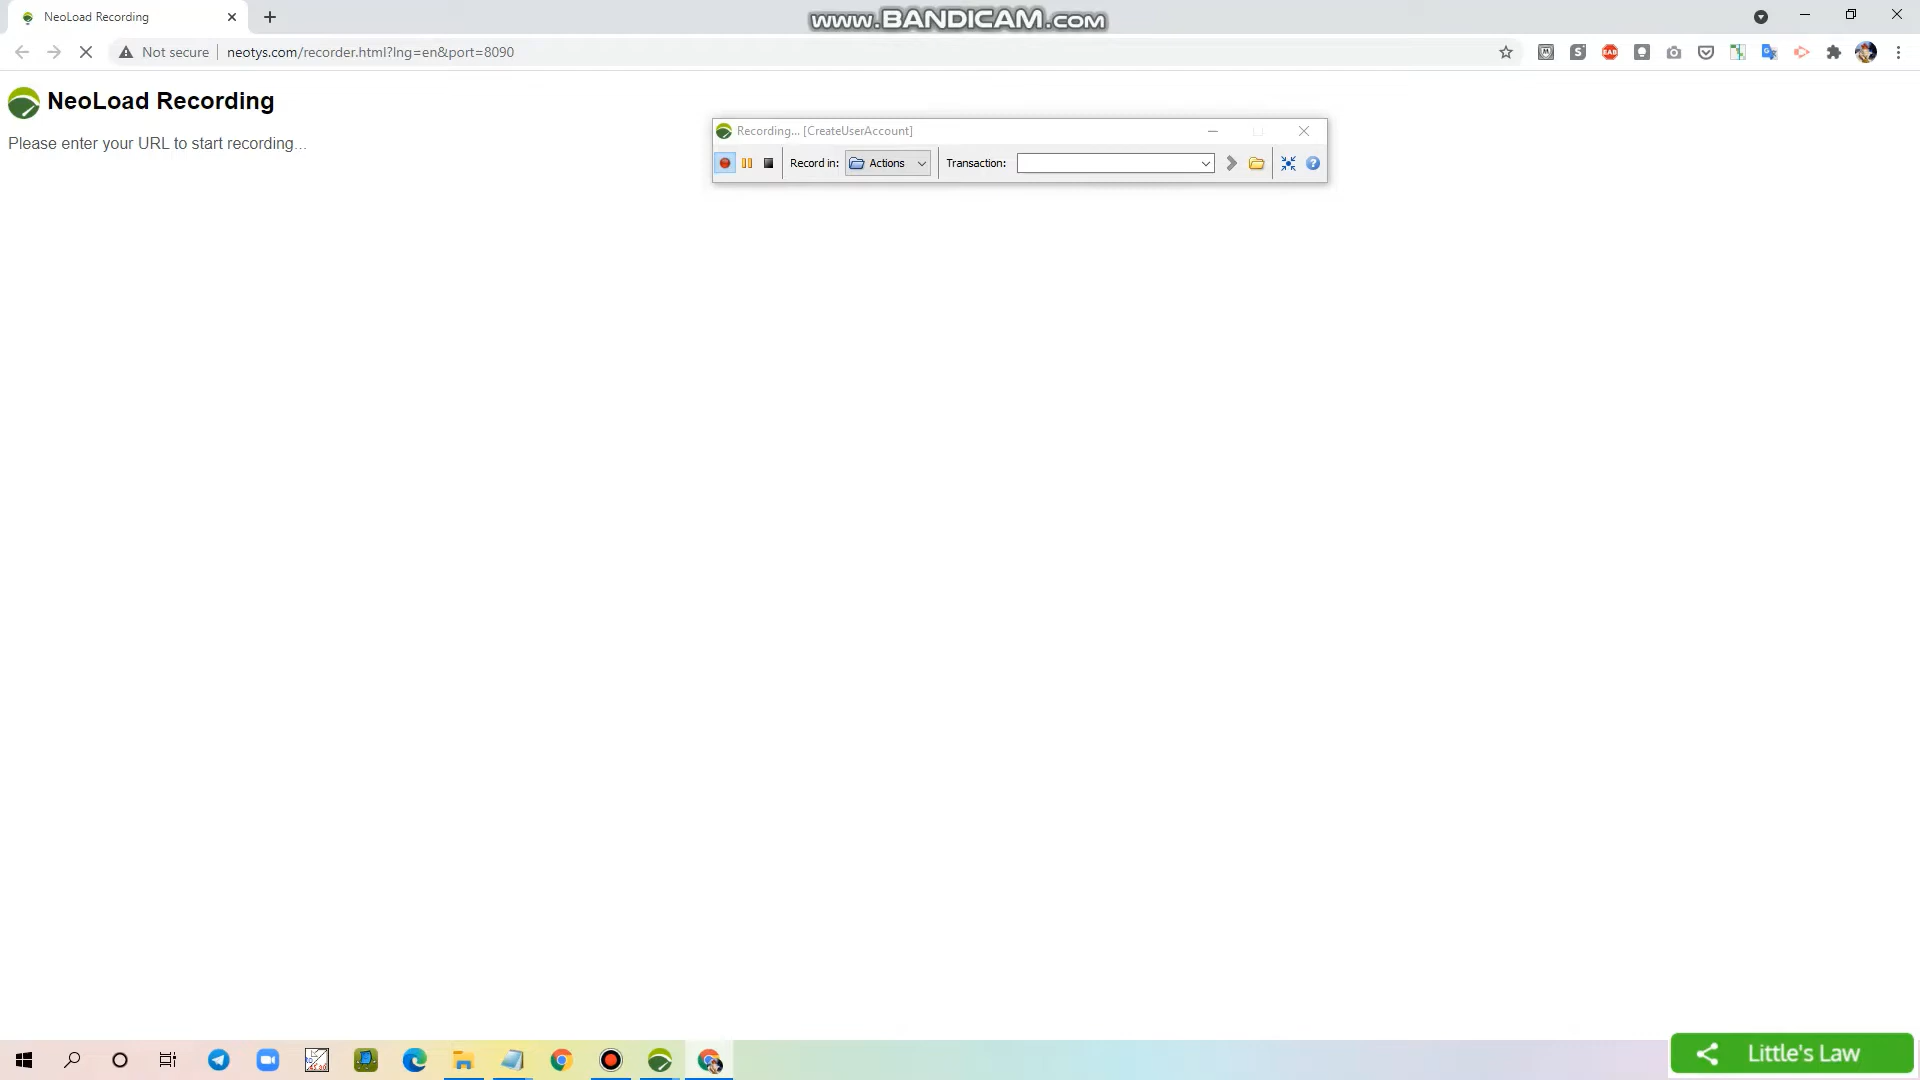 NeoLoad Recording
www.BANDICAM.com
Not secure
neotys.com/recorder.html?lng=en&port=8090
NeoLoad Recording
Please enter your URL to start recording...
Recording... [CreateUserAccount]
Record in:
Actions
Transaction:
Little's Law